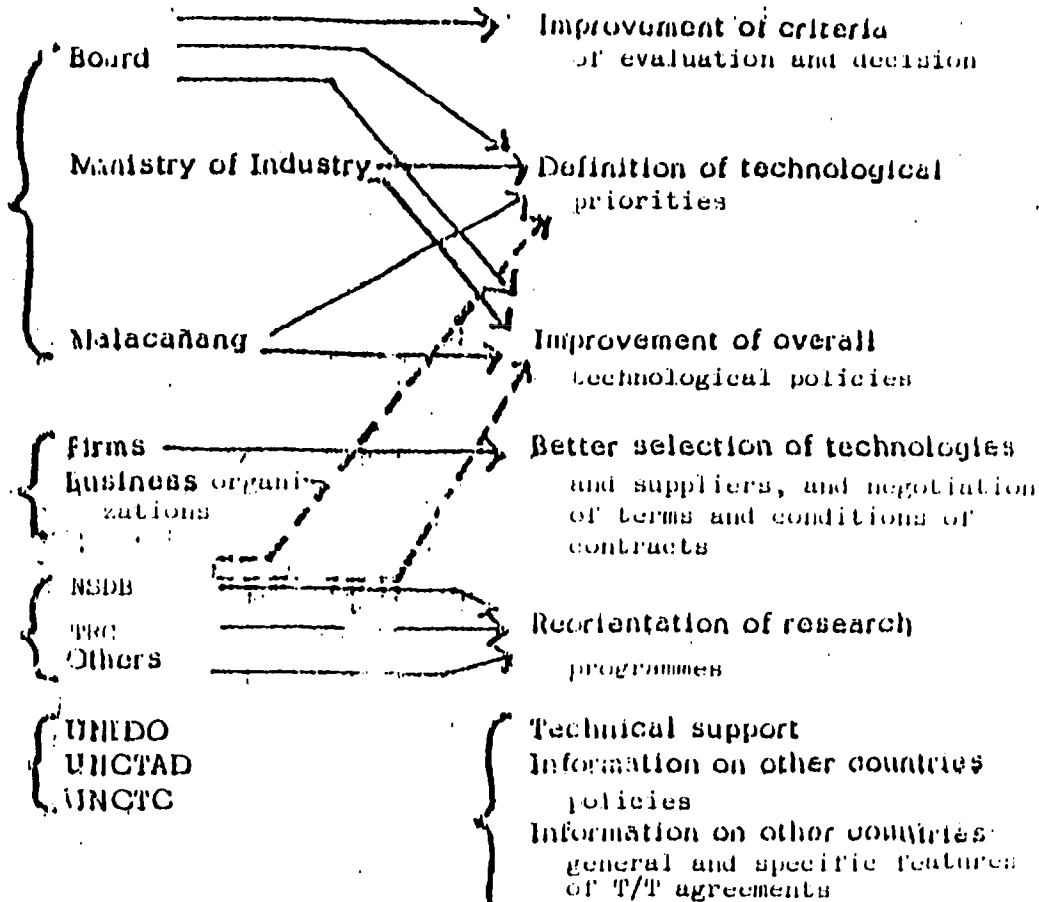 Board
Ministry of Industry
Malacañang
Firms
Business organi-
zations
NSDB
TRC
Others
UNIDO
UNCTAD
UNCTC
Improvement of criteria
of evaluation and decision
Definition of technological
priorities
Improvement of overall
technological policies
Better selection of technologies
and suppliers, and negotiation
of terms and conditions of
contracts
Reorientation of research
programmes
Technical support
Information on other countries
policies
Information on other countries
general and specific features
of T/T agreements